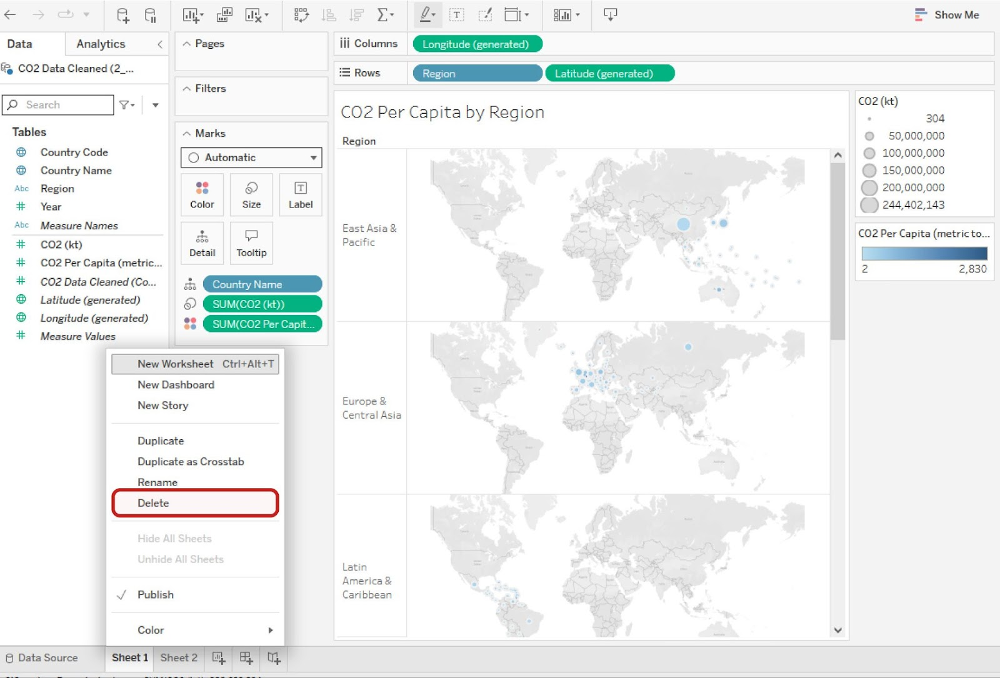 Show Me
Data
Analytics
CO2 Data Cleaned (2_...
Search
Tables
Country Code
Country Name
Abc Region
Year
Abc Measure Names
CO2 (kt)
CO2 Per Capita (metric...
CO2 Data Cleaned (Co...
Latitude (generated)
Longitude (generated)
Measure Values
Pages
Filters
Marks
Automatic
Color
Size
Label
Detail
Tooltip
Country Name
SUM(CO2 (kt))
SUM(CO2 Per Capit...
Columns
Longitude (generated)
Rows
Region
Latitude (generated)
CO2 Per Capita by Region
Region
East Asia &
Pacific
Europe &
Central Asia
Latin
America &
Caribbean
CO2 (kt)
304
50,000,000
100,000,000
150,000,000
200,000,000
244,402,143
CO2 Per Capita (metric to...
2 2,830
New Worksheet Ctrl+Alt+T
New Dashboard
New Story
Duplicate
Duplicate as Crosstab
Rename
Delete
Hide All Sheets
Unhide All Sheets
Publish
Color
Data Source
Sheet 1
Sheet 2